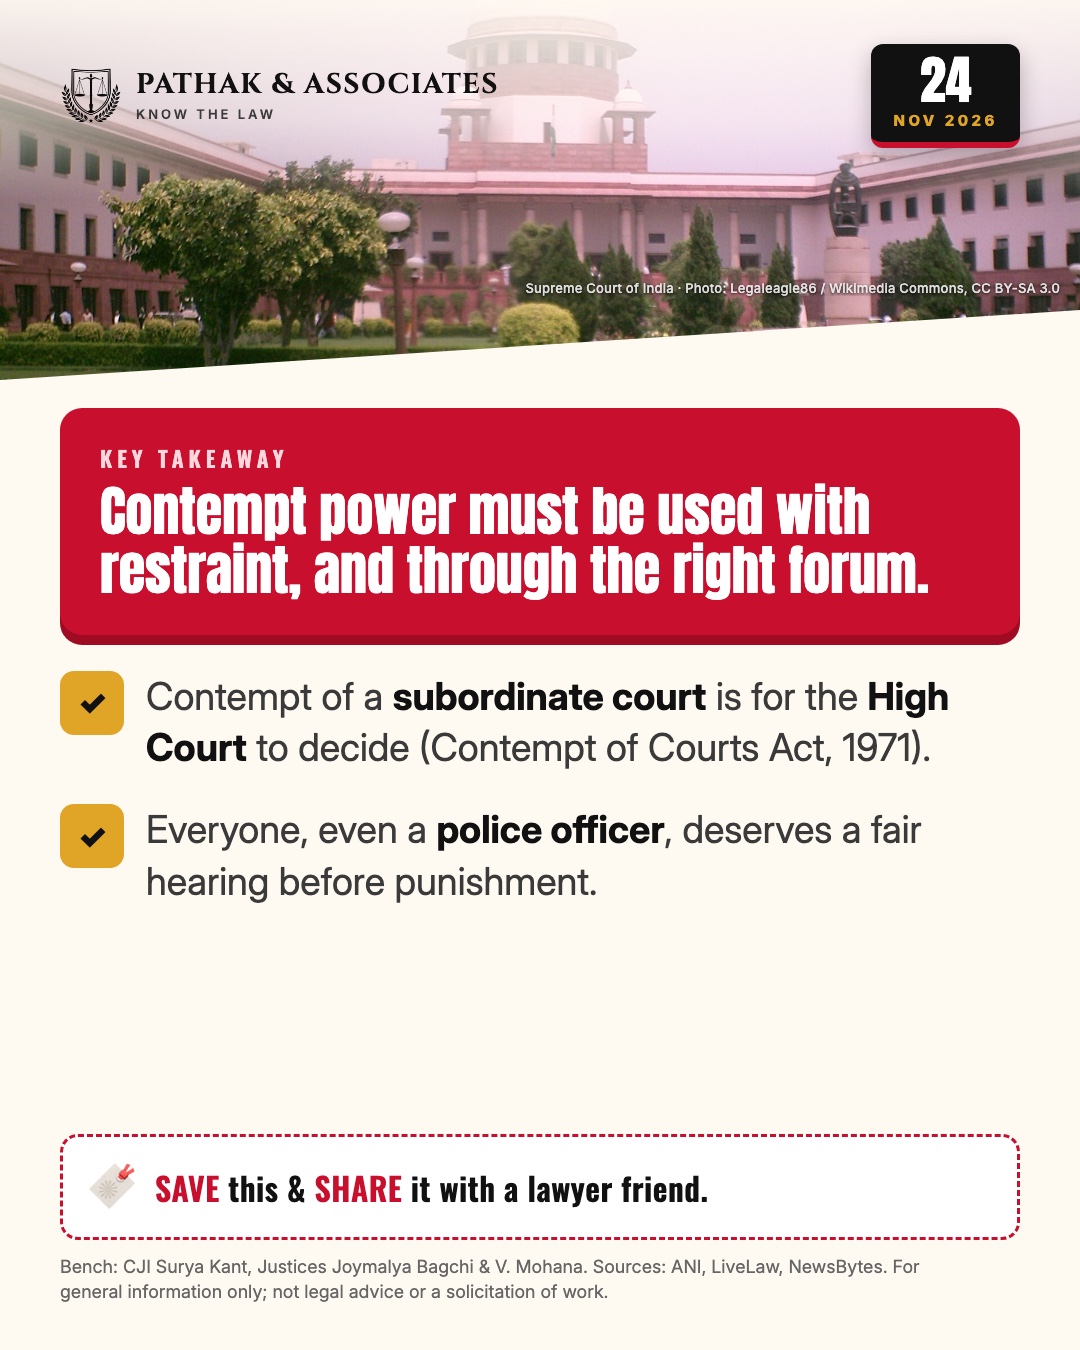 PATHAK & ASSOCIATES
KNOW THE LAW
24
NOV 2026
Supreme Court of India · Photo: Legaleagle86 / Wikimedia Commons, CC BY-SA 3.0
KEY TAKEAWAY
Contempt power must be used with
restraint, and through the right forum.
Contempt of a subordinate court is for the High
Court to decide (Contempt of Courts Act, 1971).
Everyone, even a police officer, deserves a fair
hearing before punishment.
SAVE this & SHARE it with a lawyer friend.
Bench: CJI Surya Kant, Justices Joymalya Bagchi & V. Mohana. Sources: ANI, LiveLaw, NewsBytes. For
general information only; not legal advice or a solicitation of work.